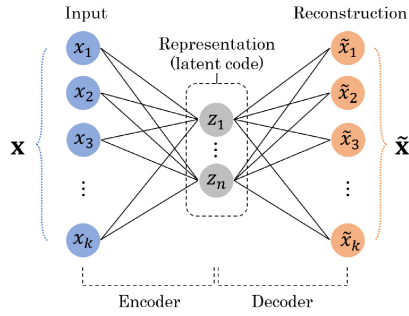 Input
Reconstruction
Representation
(latent code)
x₁
x₂
x₃
⋮
xₖ
𝐱
z₁
⋮
zₙ
x̃₁
x̃₂
x̃₃
⋮
x̃ₖ
𝐱̃
Encoder
Decoder